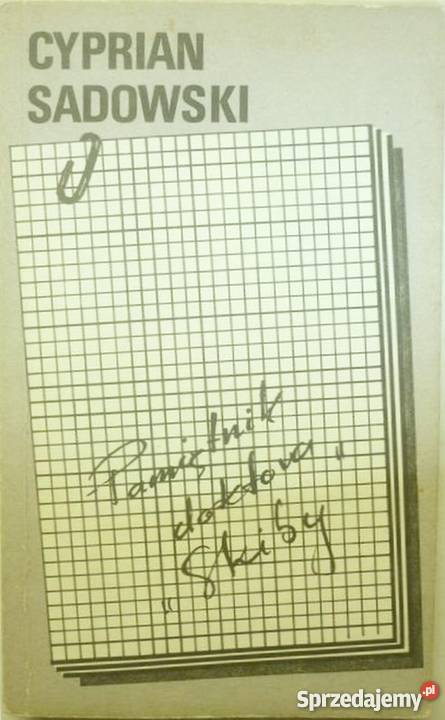 CYPRIAN
SADOWSKI
Pamiętnik
doktora
„Skiby”
Sprzedajemy.pl